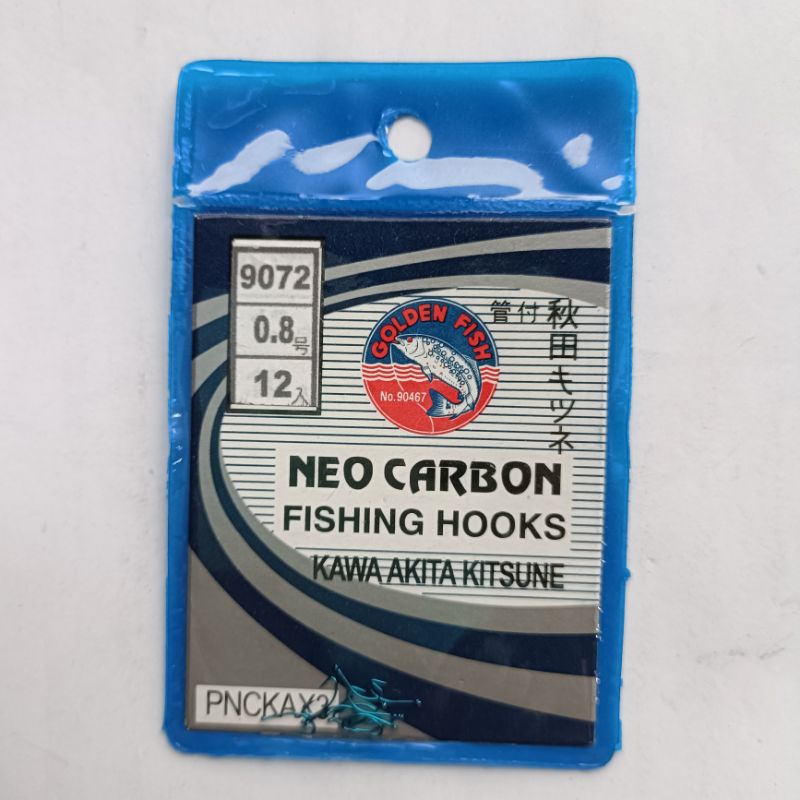 9072
0.8号
12入
GOLDEN FISH
No.90467
管付
秋田キツネ
NEO CARBON
FISHING HOOKS
KAWA AKITA KITSUNE
PNCKAX3